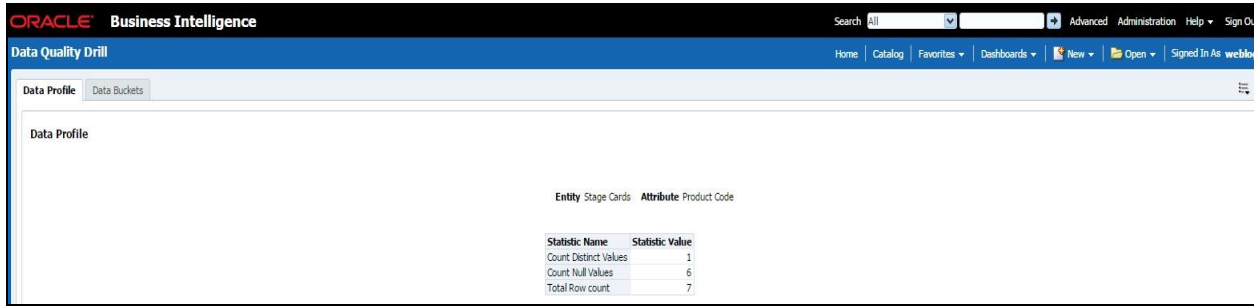 ORACLE Business Intelligence
Search All Advanced Administration Help Sign Ou
Data Quality Drill
Home Catalog Favorites Dashboards New Open Signed In As weblo
Data Profile Data Buckets
Data Profile
Entity Stage Cards Attribute Product Code
Statistic Name Statistic Value
Count Distinct Values 1
Count Null Values 6
Total Row count 7